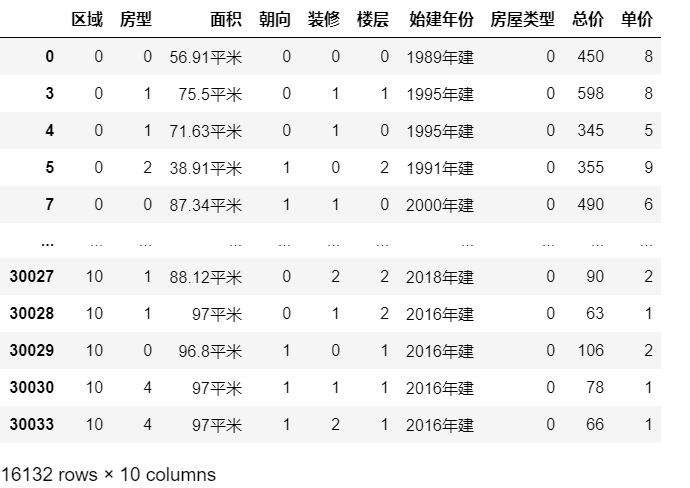 区域 房型 面积 朝向 装修 楼层 始建年份 房屋类型 总价 单价
0 0 0 56.91平米 0 0 0 1989年建 0 450 8
3 0 1 75.5平米 0 1 1 1995年建 0 598 8
4 0 1 71.63平米 0 1 0 1995年建 0 345 5
5 0 2 38.91平米 1 0 2 1991年建 0 355 9
7 0 0 87.34平米 1 1 0 2000年建 0 490 6
... ... ... ... ... ... ... ... ... ... ...
30027 10 1 88.12平米 0 2 2 2018年建 0 90 2
30028 10 1 97平米 0 1 2 2016年建 0 63 1
30029 10 0 96.8平米 1 0 1 2016年建 0 106 2
30030 10 4 97平米 1 1 1 2016年建 0 78 1
30033 10 4 97平米 1 2 1 2016年建 0 66 1
16132 rows × 10 columns